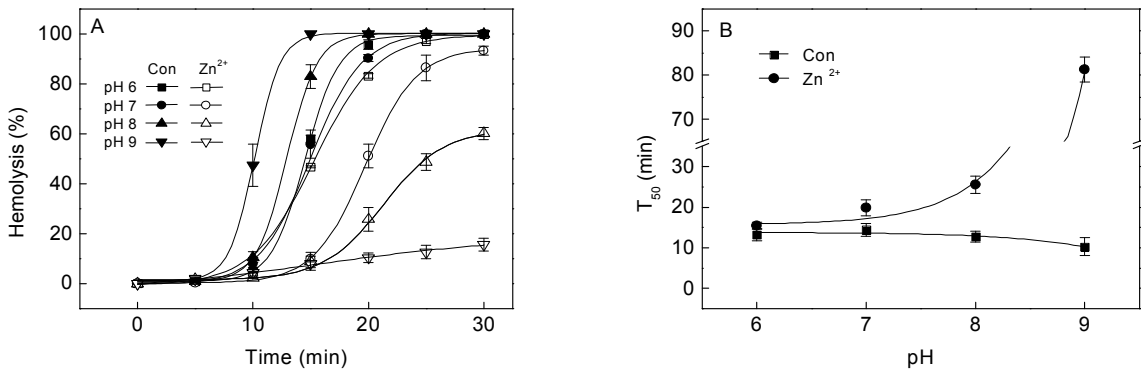 A
Hemolysis (%)
100
80
60
40
20
0
Con Zn²⁺
pH 6
pH 7
pH 8
pH 9
0 10 20 30
Time (min)
B
T₅₀ (min)
90
80
70
30
20
10
0
Con
Zn ²⁺
6 7 8 9
pH